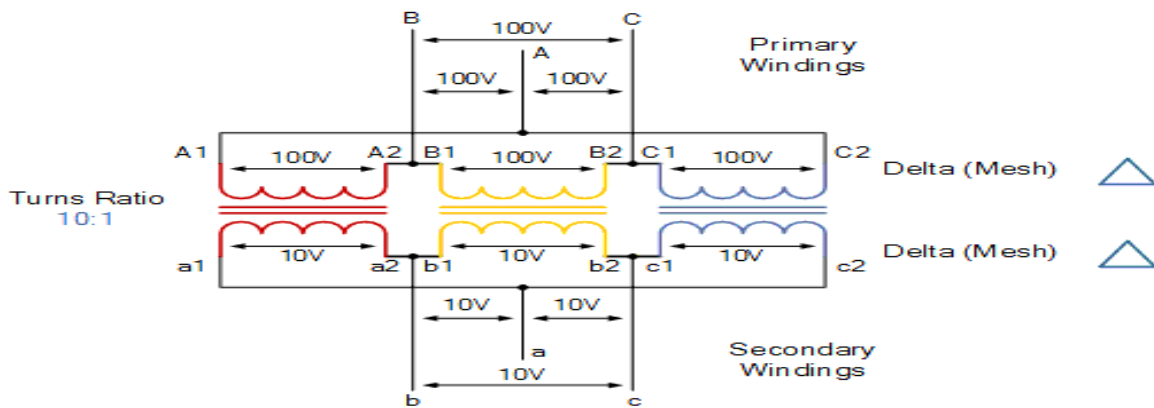 B
C
100V
A
Primary
Windings
100V
100V
A1
100V
A2
B1
100V
B2
C1
100V
C2
Delta (Mesh)
Turns Ratio
10:1
a1
10V
a2
b1
10V
b2
c1
10V
c2
Delta (Mesh)
10V
10V
a
Secondary
Windings
10V
b
c